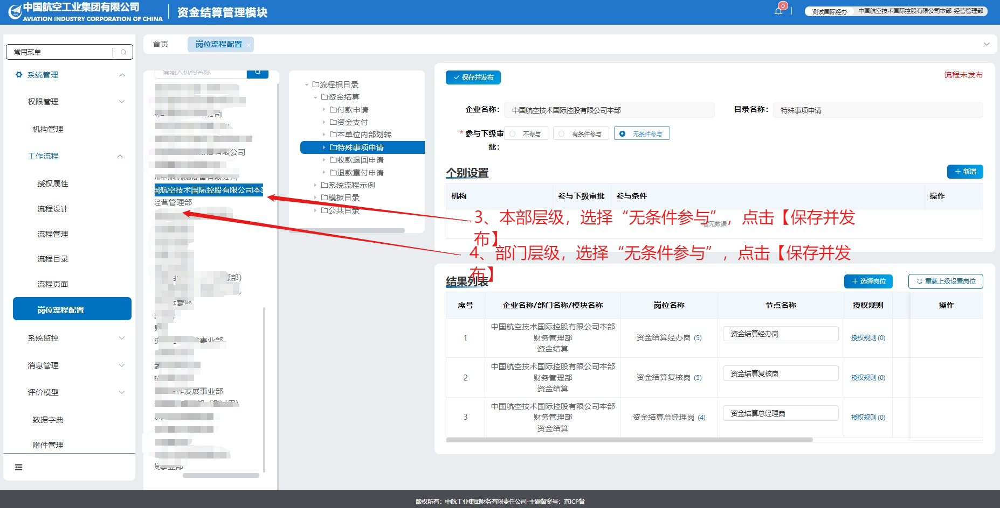 中国航空工业集团有限公司
AVIATION INDUSTRY CORPORATION OF CHINA
资金结算管理模块
0
测试国际经办
中国航空技术国际控股有限公司本部-经营管理部
常用菜单
系统管理
权限管理
机构管理
工作流程
授权属性
流程设计
流程管理
流程目录
流程页面
岗位流程配置
系统监控
消息管理
评价模型
数据字典
附件管理
首页
岗位流程配置
请输入机构名称
公司
有限公司
国航空技术国际控股有限公司本部
经营管理部
源部)
运营部
事业部
作发展事业部
发事业部
流程根目录
资金结算
付款申请
资金支付
本单位内部划转
特殊事项申请
收款退回申请
退款重付申请
系统流程示例
模板目录
公共目录
保存并发布
流程未发布
企业名称：
中国航空技术国际控股有限公司本部
目录名称：
特殊事项申请
* 参与下级审批：
不参与
有条件参与
无条件参与
个别设置
新增
机构
参与下级审批
参与条件
操作
暂无数据
3、本部层级，选择“无条件参与”，点击【保存并发
布】
4、部门层级，选择“无条件参与”，点击【保存并发
布】
结果列表
选择岗位
重载上级设置岗位
序号
企业名称/部门名称/模块名称
岗位名称
节点名称
授权规则
操作
1
中国航空技术国际控股有限公司本部
财务管理部
资金结算
资金结算经办岗 (5)
资金结算经办岗
授权规则(0)
2
中国航空技术国际控股有限公司本部
财务管理部
资金结算
资金结算复核岗 (5)
资金结算复核岗
授权规则(0)
3
中国航空技术国际控股有限公司本部
财务管理部
资金结算
资金结算总经理岗 (4)
资金结算总经理岗
授权规则(0)
版权所有：中航工业集团财务有限责任公司-主题备案号：京ICP备